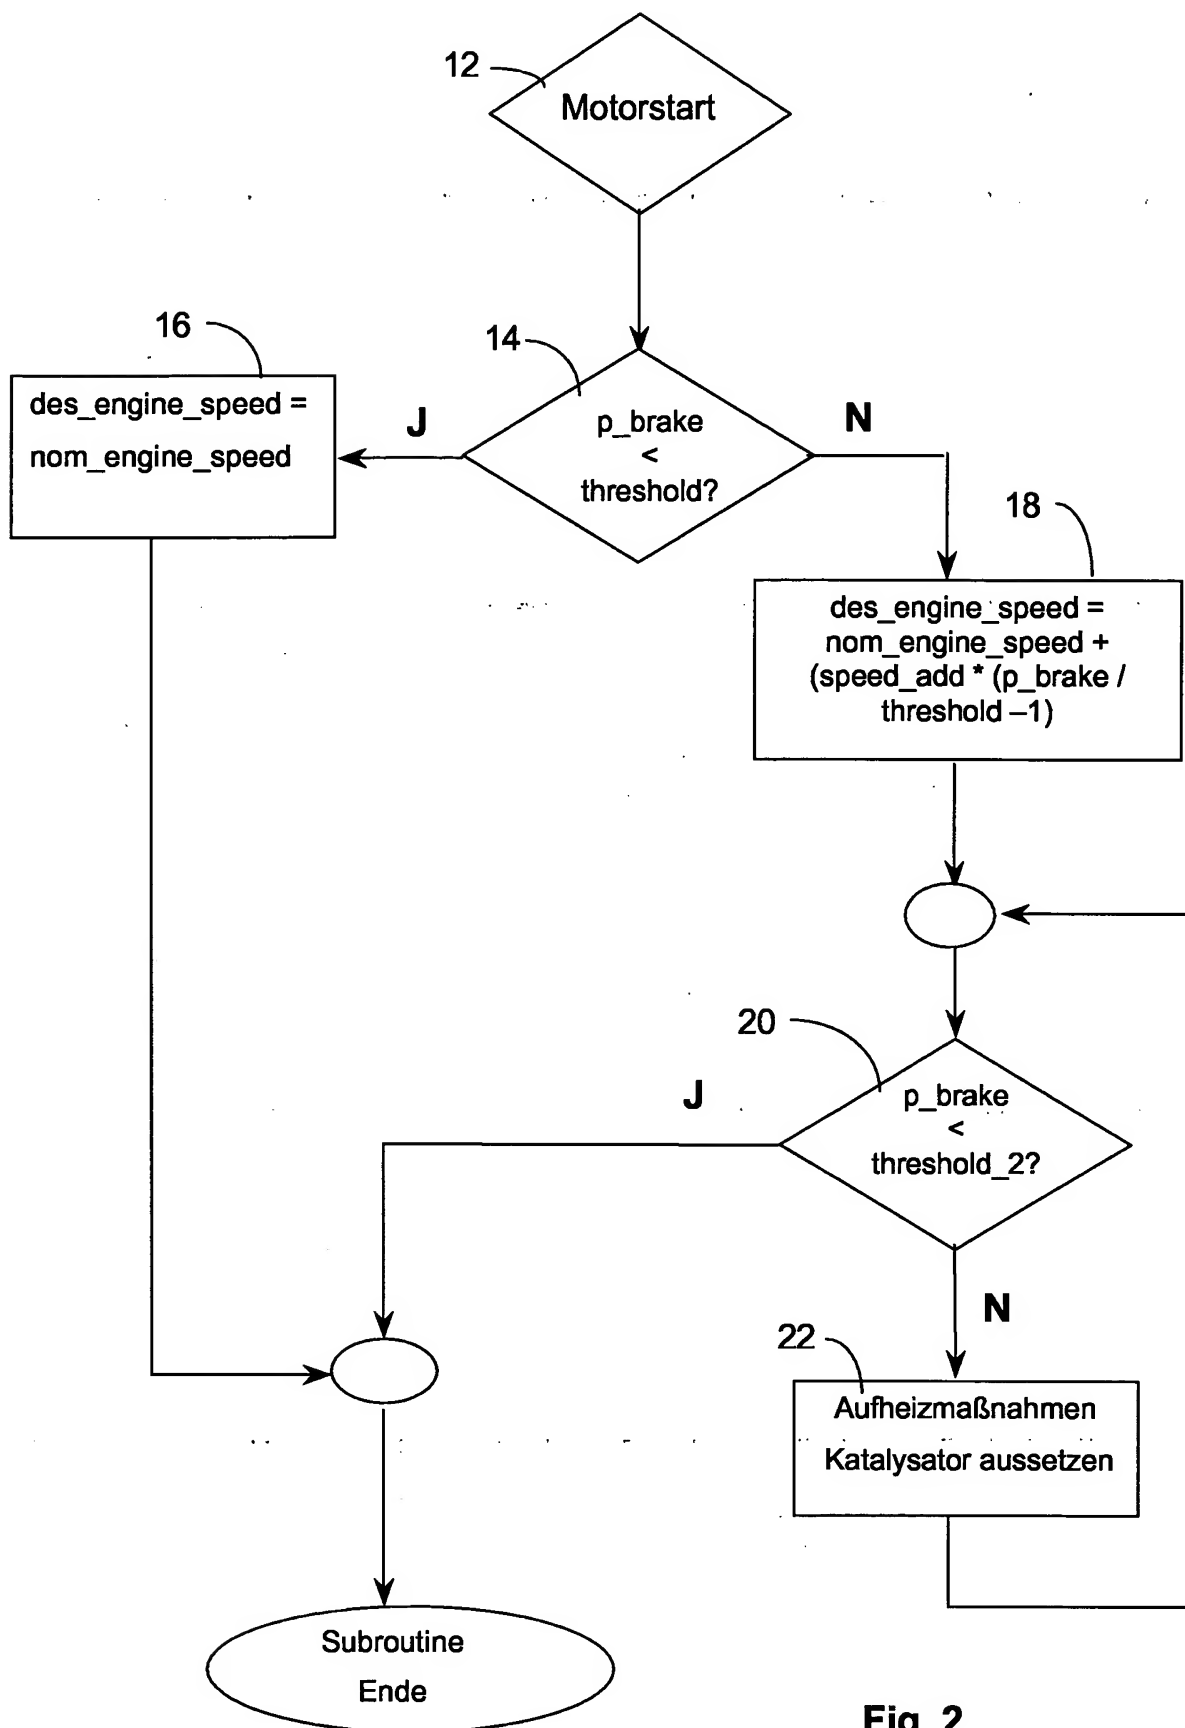 12
Motorstart
16
14
des_engine_speed =
nom_engine_speed
J
p_brake
<
threshold?
N
18
des_engine_speed =
nom_engine_speed +
(speed_add * (p_brake /
threshold –1)
20
J
p_brake
<
threshold_2?
N
22
Aufheizmaßnahmen
Katalysator aussetzen
Subroutine
Ende
Fig. 2